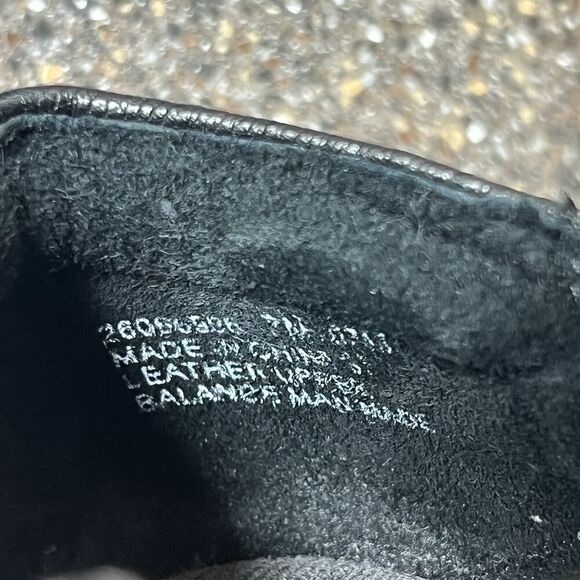 7M
MADE IN CHINA
LEATHER UPPER
BALANCE MAN MADE